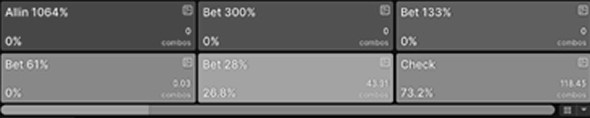 Allin 1064%
0
0%
combos
Bet 300%
0
0%
combos
Bet 133%
0
0%
combos
Bet 61%
0.03
0%
combos
Bet 28%
43.31
26.8%
combos
Check
118.45
73.2%
combos